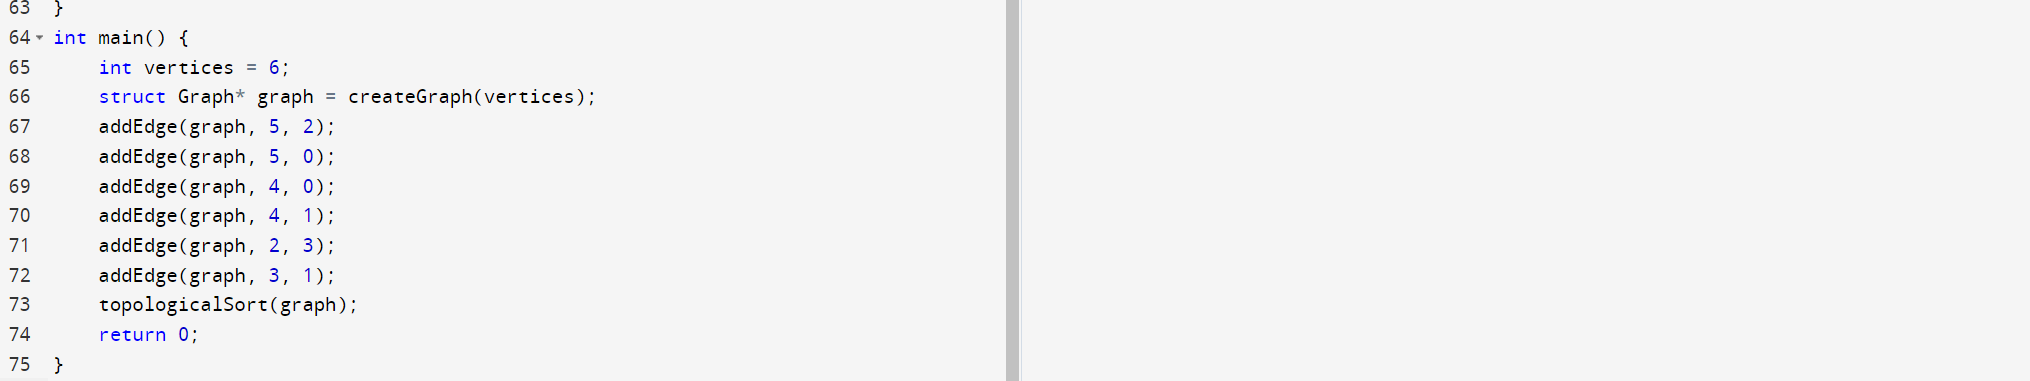 63 }
64 int main() {
65 int vertices = 6;
66 struct Graph* graph = createGraph(vertices);
67 addEdge(graph, 5, 2);
68 addEdge(graph, 5, 0);
69 addEdge(graph, 4, 0);
70 addEdge(graph, 4, 1);
71 addEdge(graph, 2, 3);
72 addEdge(graph, 3, 1);
73 topologicalSort(graph);
74 return 0;
75 }